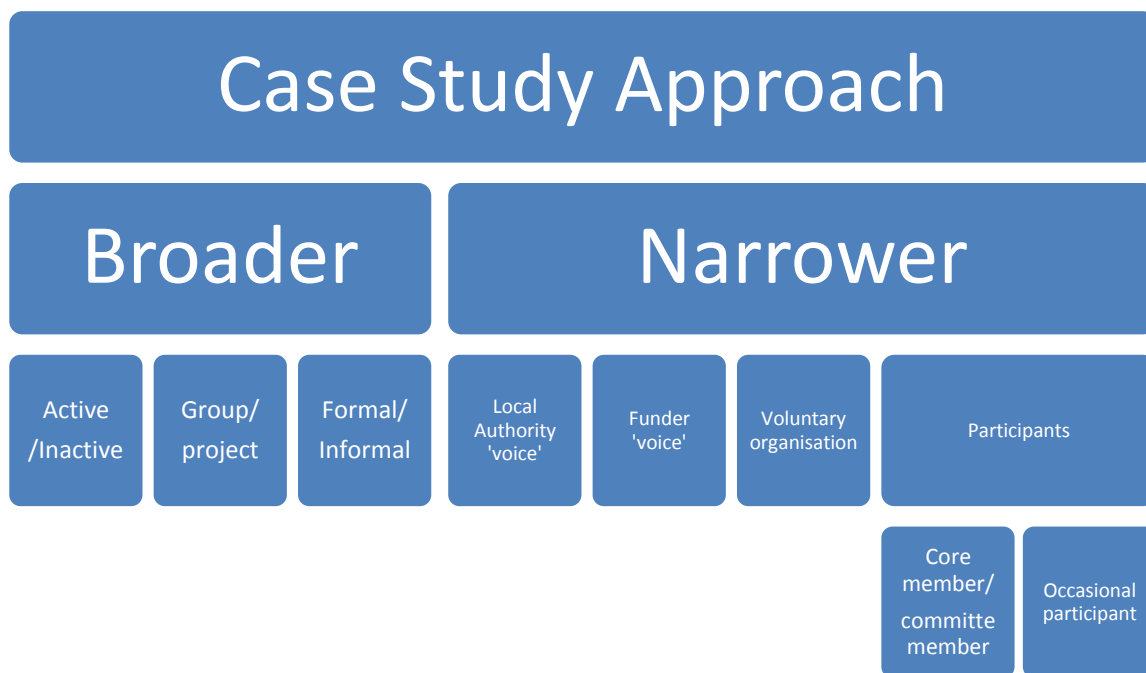 Case Study Approach
Broader
Narrower
Active
/Inactive
Group/
project
Formal/
Informal
Local
Authority
'voice'
Funder
'voice'
Voluntary
organisation
Participants
Core
member/
committe
member
Occasional
participant